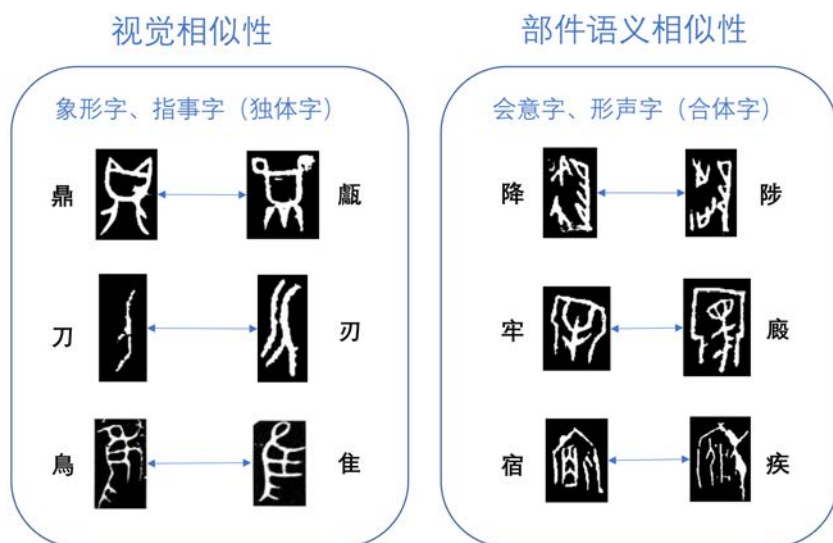 视觉相似性
象形字、指事字（独体字）
鼎 鬳
刀 刃
鳥 隹
部件语义相似性
会意字、形声字（合体字）
降 陟
牢 廄
宿 疾